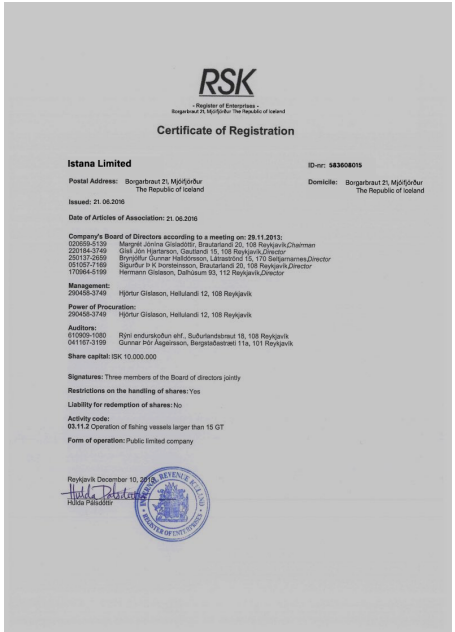 RSK
- Register of Enterprises -
Borgarbraut 21, Mjóifjörður The Republic of Iceland
Certificate of Registration
Istana Limited
ID-nr: 583608015
Postal Address: Borgarbraut 21, Mjóifjörður
The Republic of Iceland
Domicile: Borgarbraut 21, Mjóifjörður
The Republic of Iceland
Issued: 21. 06.2016
Date of Articles of Association: 21. 06.2016
Company's Board of Directors according to a meeting on: 29.11.2013:
020659-5139 Margrét Jónína Gísladóttir, Brautarlandi 20, 108 Reykjavík,Chairman
220184-3749 Gísli Jón Hjartarson, Gautlandi 15, 108 Reykjavík,Director
250137-2659 Brynjólfur Gunnar Halldórsson, Látraströnd 15, 170 Seltjarnarnes,Director
051057-7169 Sigurður Þ K Þorsteinsson, Brautarlandi 20, 108 Reykjavík,Director
170964-5199 Hermann Gíslason, Dalhúsum 93, 112 Reykjavík,Director
Management:
290458-3749 Hjörtur Gíslason, Hellulandi 12, 108 Reykjavík
Power of Procuration:
290458-3749 Hjörtur Gíslason, Hellulandi 12, 108 Reykjavík
Auditors:
610909-1080 Rýni endurskoðun ehf., Suðurlandsbraut 18, 108 Reykjavík
041167-3199 Gunnar Þór Ásgeirsson, Bergstaðastræti 11a, 101 Reykjavík
Share capital: ISK 10.000.000
Signatures: Three members of the Board of directors jointly
Restrictions on the handling of shares: Yes
Liability for redemption of shares: No
Activity code:
03.11.2 Operation of fishing vessels larger than 15 GT
Form of operation: Public limited company
Reykjavík December 10,
Hulda Pálsdóttir
Hulda Pálsdóttir
REVENUE
REGISTER OF ENTERPRISES